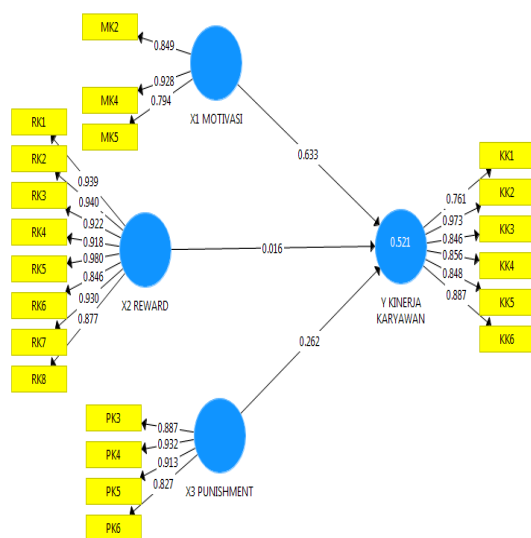 MK2
0.849
MK4
0.928
MK5
0.794
X1 MOTIVASI
0.633
RK1
0.939
RK2
0.940
RK3
0.922
RK4
0.918
RK5
0.980
RK6
0.846
RK7
0.930
RK8
0.877
X2 REWARD
0.016
PK3
0.887
PK4
0.932
PK5
0.913
PK6
0.827
X3 PUNISHMENT
0.262
0.521
Y KINERJA
KARYAWAN
KK1
0.761
KK2
0.973
KK3
0.846
KK4
0.856
KK5
0.848
KK6
0.887